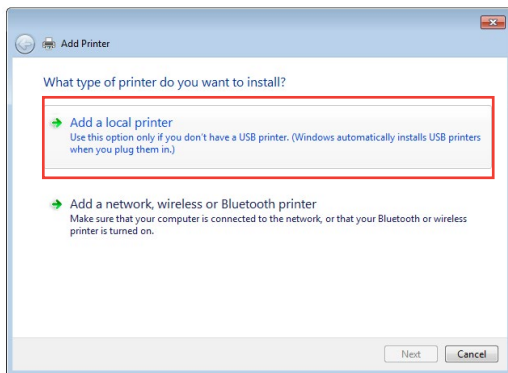 Add Printer
What type of printer do you want to install?
Add a local printer
Use this option only if you don't have a USB printer. (Windows automatically installs USB printers
when you plug them in.)
Add a network, wireless or Bluetooth printer
Make sure that your computer is connected to the network, or that your Bluetooth or wireless
printer is turned on.
Next Cancel